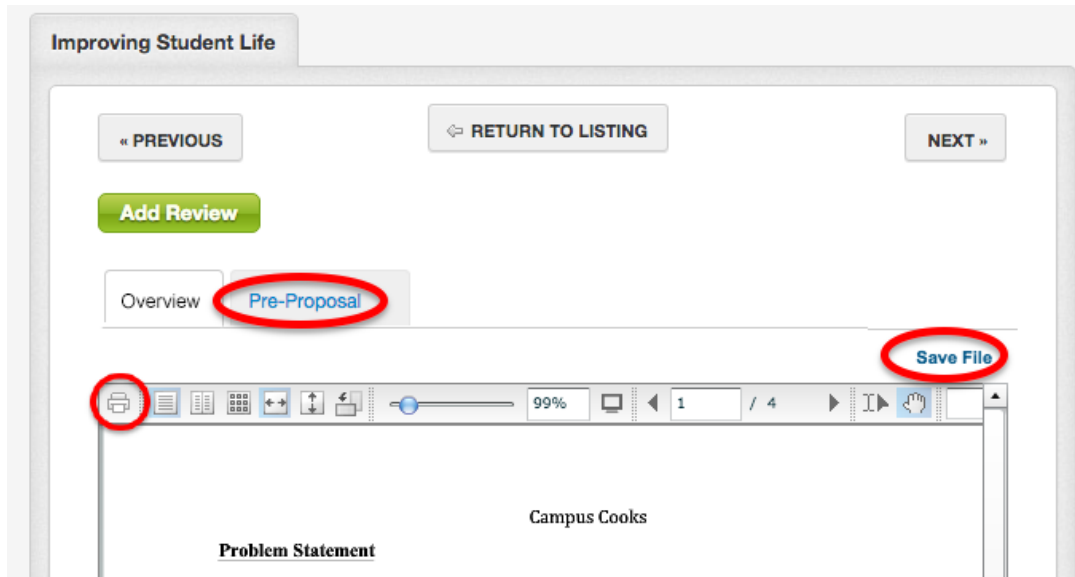 Improving Student Life
« PREVIOUS
⇦ RETURN TO LISTING
NEXT »
Add Review
Overview
Pre-Proposal
Save File
99%
1 / 4
Campus Cooks
Problem Statement